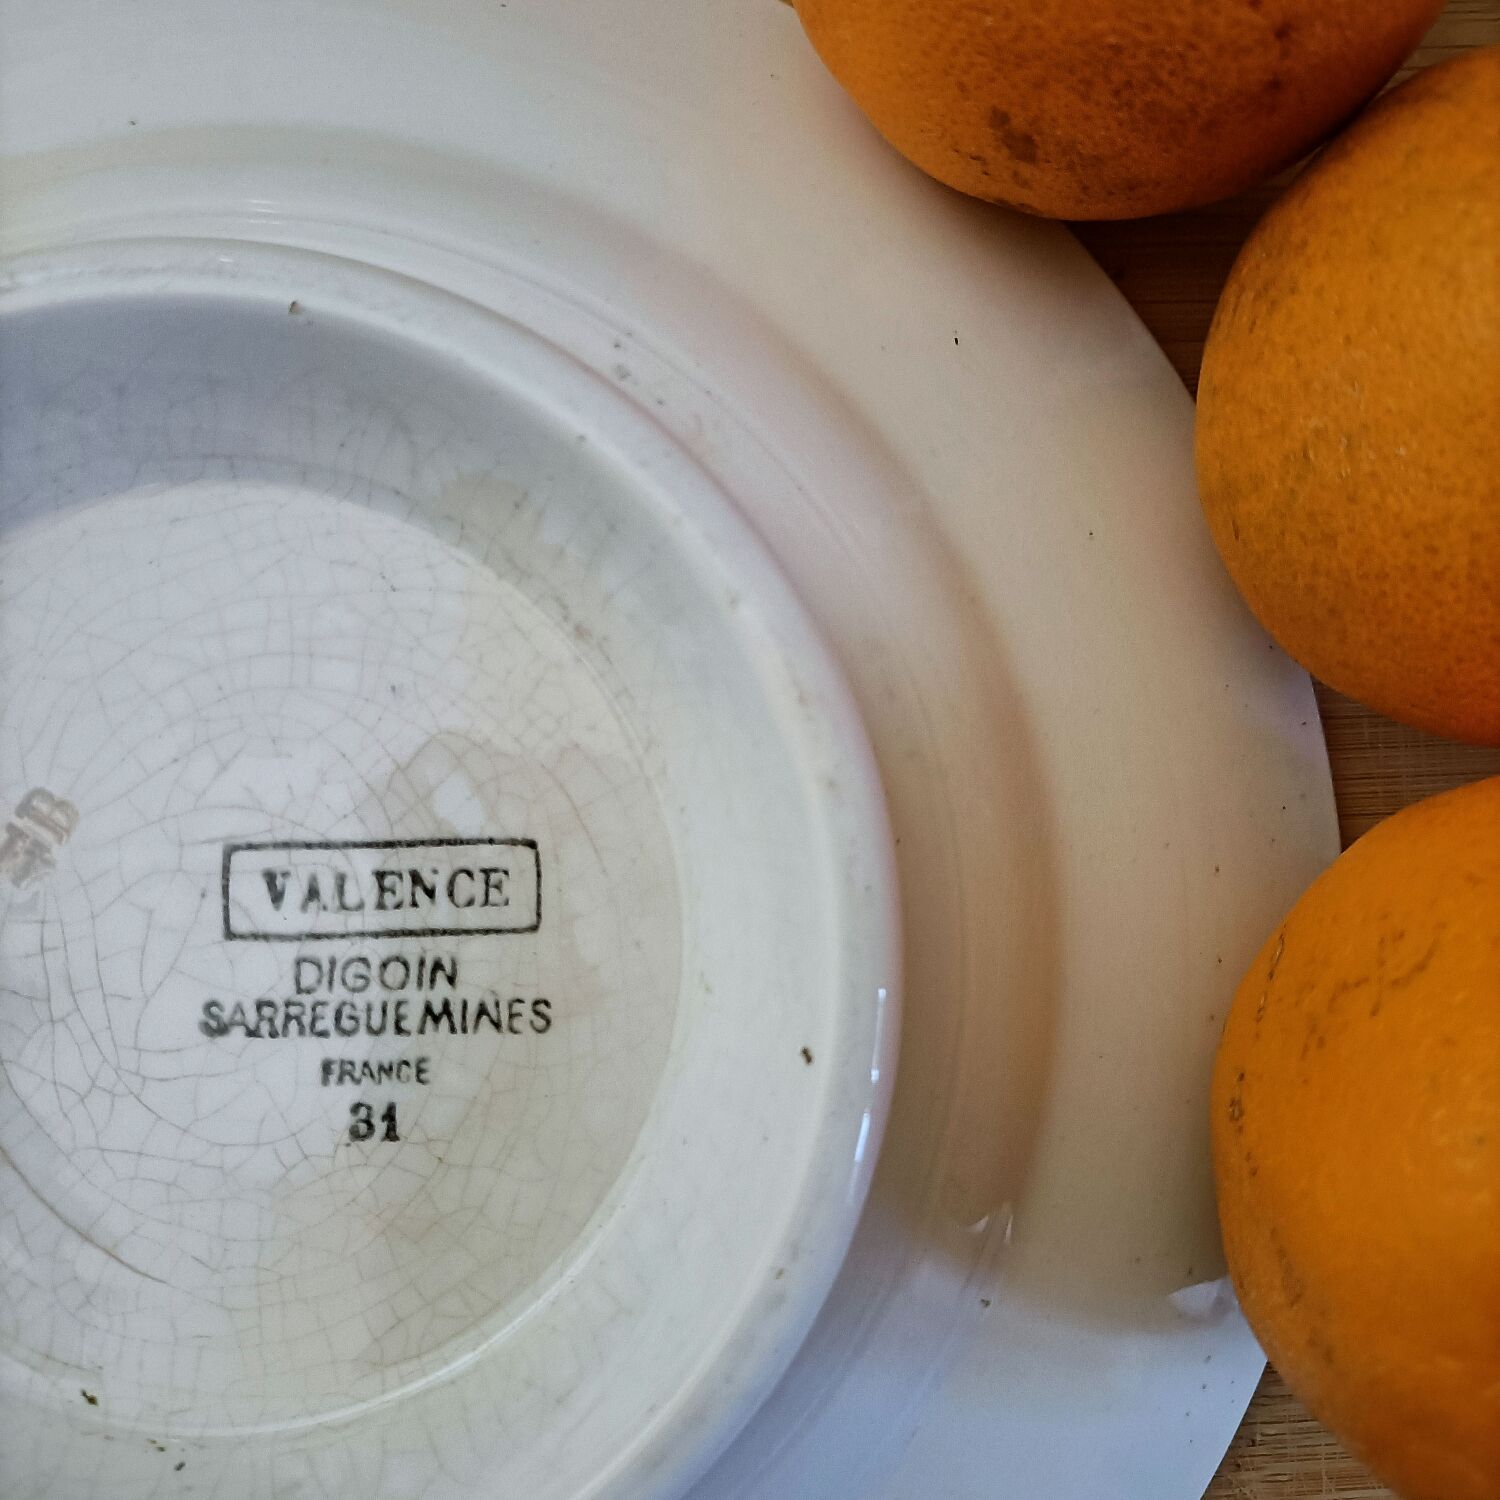 VALENCE
DIGOIN
SARREGUEMINES
FRANCE
31